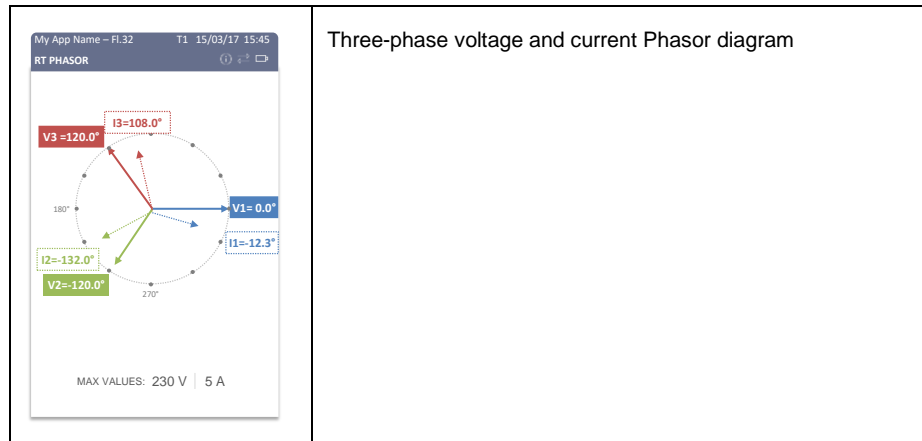 My App Name – Fl.32 T1 15/03/17 15:45
RT PHASOR
Three-phase voltage and current Phasor diagram
I3=108.0°
V3 =120.0°
180°
V1= 0.0°
I1=-12.3°
I2=-132.0°
V2=-120.0°
270°
MAX VALUES: 230 V | 5 A